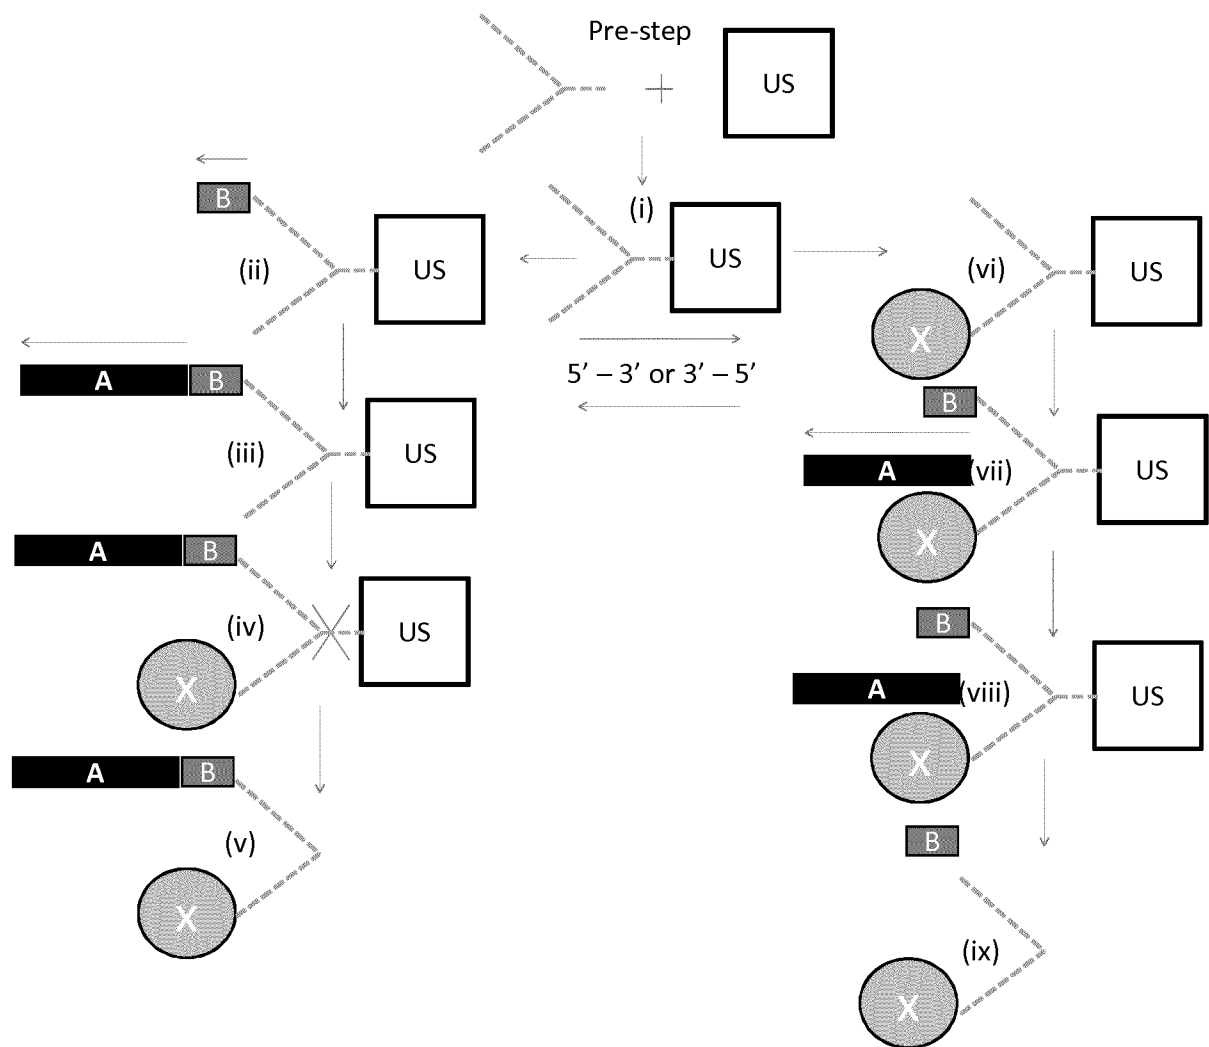 Pre-step
US
(i)
US
5’ – 3’ or 3’ – 5’
B
(ii)
US
A
B
(iii)
US
A
B
(iv)
US
X
A
B
(v)
X
(vi)
US
X
B
A
(vii)
US
X
B
A
(viii)
US
X
B
(ix)
X